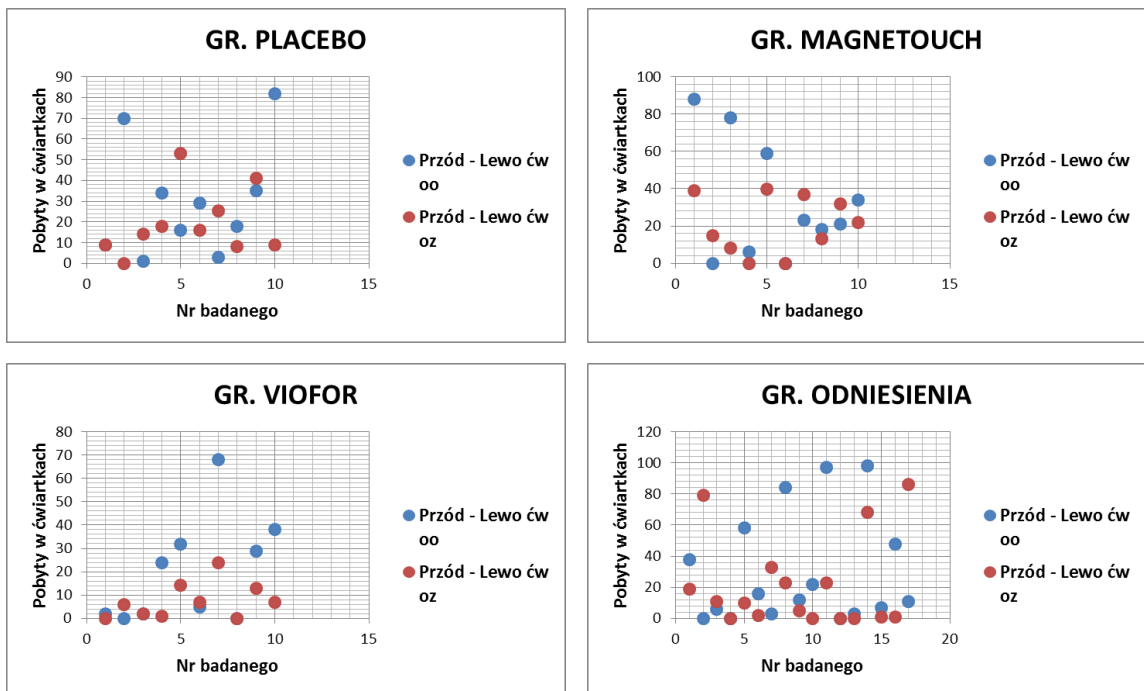 GR. PLACEBO
Pobyty w ćwiartkach
90
80
70
60
50
40
30
20
10
0
0 5 10 15
Nr badanego
Przód - Lewo ćw
oo
Przód - Lewo ćw
oz
GR. MAGNETOUCH
Pobyty w ćwiartkach
100
80
60
40
20
0
0 5 10 15
Nr badanego
Przód - Lewo ćw
oo
Przód - Lewo ćw
oz
GR. VIOFOR
Pobyty w ćwiartkach
80
70
60
50
40
30
20
10
0
0 5 10 15
Nr badanego
Przód - Lewo ćw
oo
Przód - Lewo ćw
oz
GR. ODNIESIENIA
Pobyty w ćwiartkach
120
100
80
60
40
20
0
0 5 10 15 20
Nr badanego
Przód - Lewo ćw
oo
Przód - Lewo ćw
oz